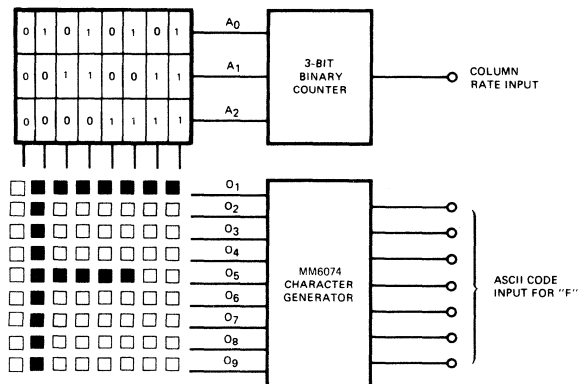 0 1 0 1 0 1 0 1
A0
0 0 1 1 0 0 1 1
A1
0 0 0 0 1 1 1 1
A2
3-BIT
BINARY
COUNTER
COLUMN
RATE INPUT
O1
O2
O3
O4
O5
O6
O7
O8
O9
MM6074
CHARACTER
GENERATOR
ASCII CODE
INPUT FOR "F"